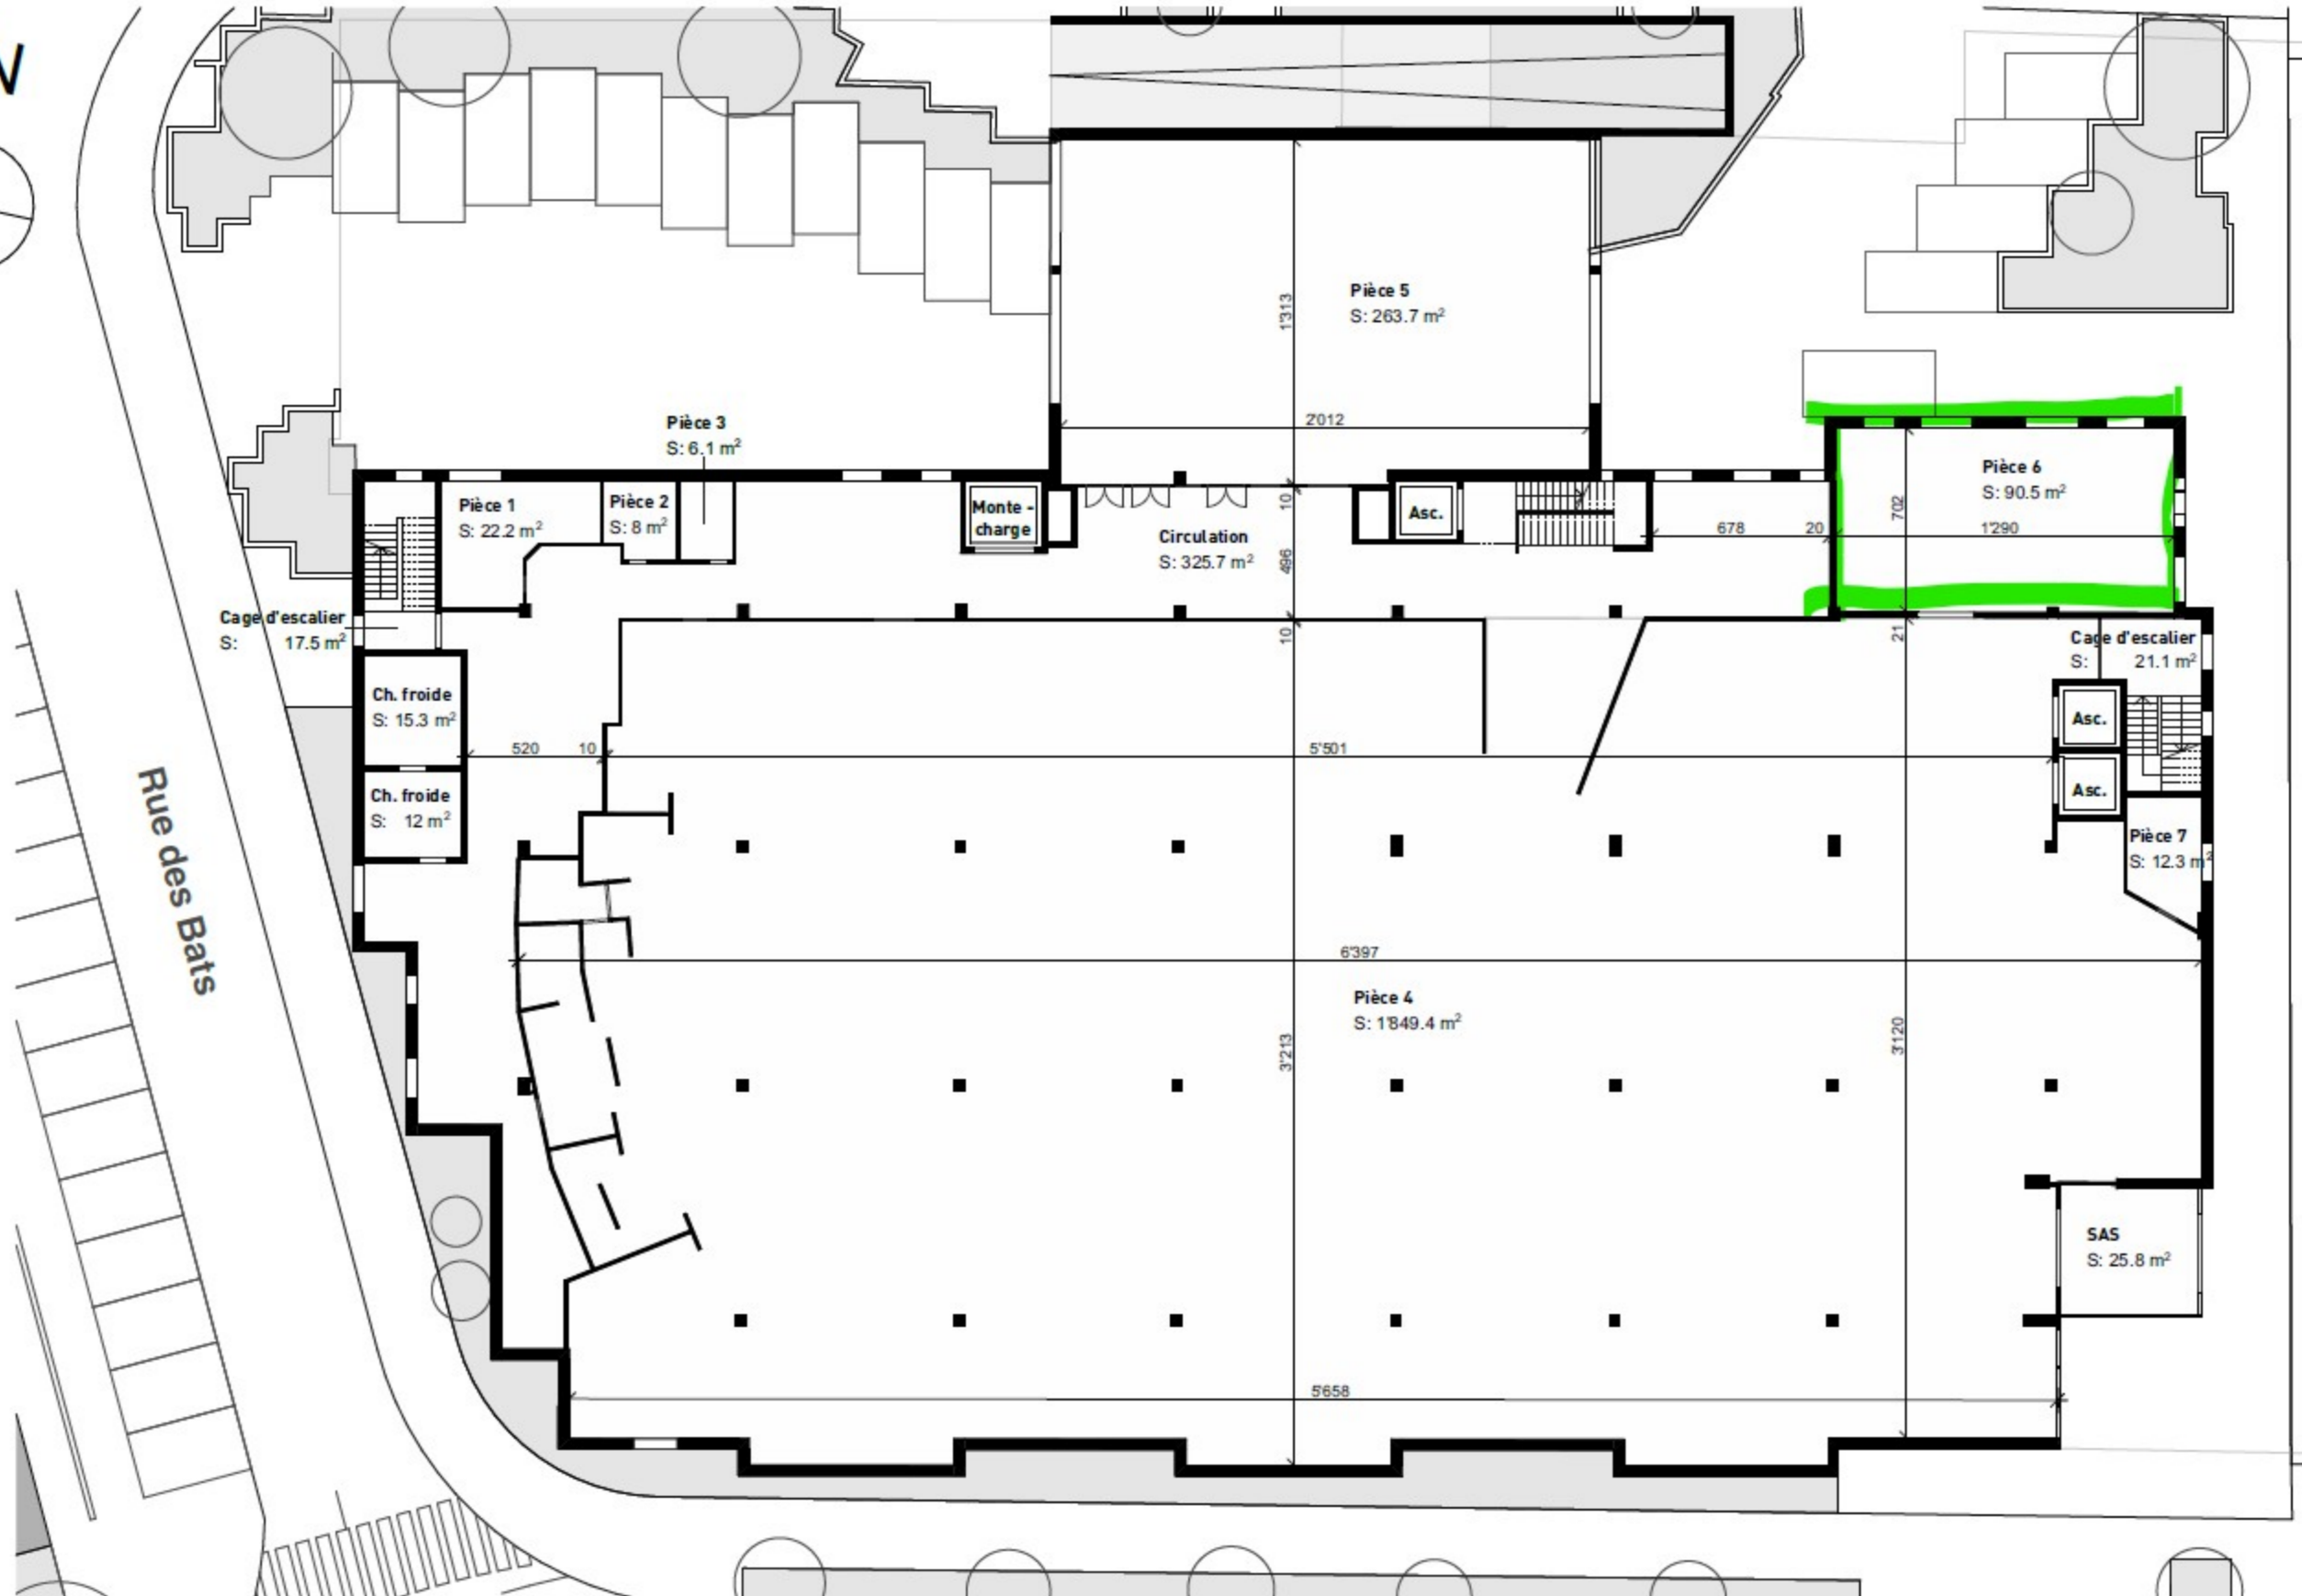 Pièce 5
S: 263.7 m²
1'313
2'012
Pièce 3
S: 6.1 m²
Pièce 6
S: 90.5 m²
702
1'290
Pièce 1
S: 22.2 m²
Pièce 2
S: 8 m²
Monte -
charge
10
Asc.
Circulation
S: 325.7 m²
496
678
20
Cage d'escalier
S: 17.5 m²
10
21
Cage d'escalier
S: 21.1 m²
Ch. froide
S: 15.3 m²
Asc.
520
10
5'501
Asc.
Ch. froide
S: 12 m²
Pièce 7
S: 12.3 m²
Rue des Bats
6'397
Pièce 4
S: 1'849.4 m²
3'213
3'120
SAS
S: 25.8 m²
5'658